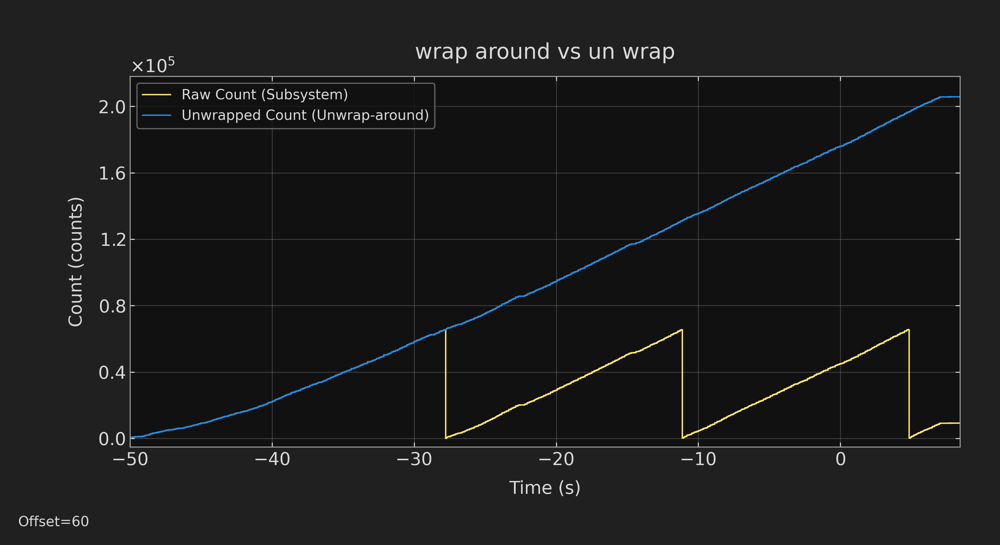 wrap around vs un wrap
×10⁵
Raw Count (Subsystem)
Unwrapped Count (Unwrap-around)
2.0
1.6
1.2
0.8
0.4
0.0
Count (counts)
−50 −40 −30 −20 −10 0
Time (s)
Offset=60